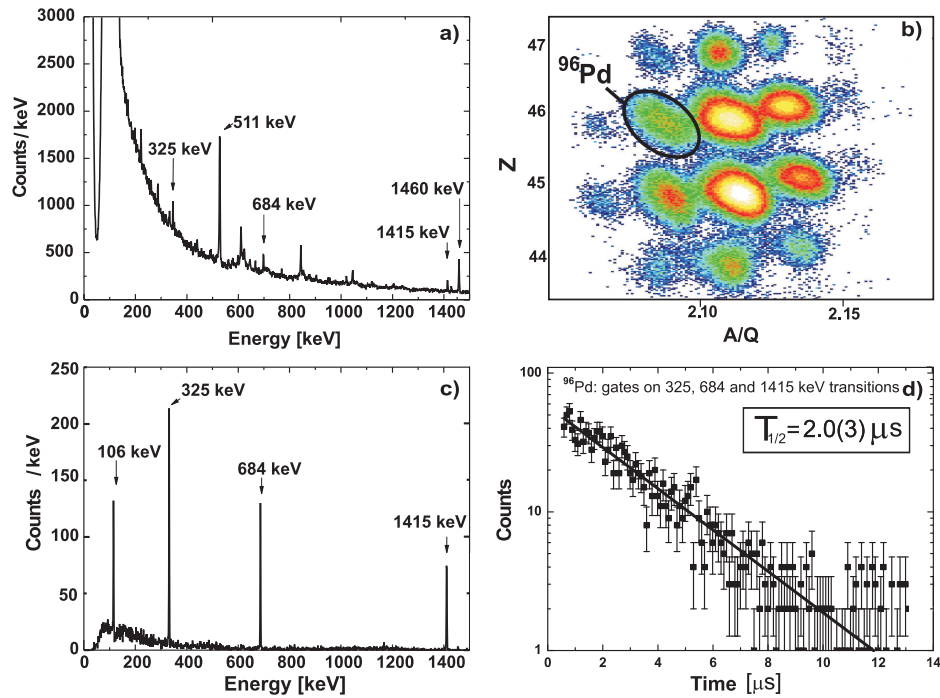 a)
3000
2500
2000
1500
1000
500
0
Counts/keV
325 keV
511 keV
684 keV
1460 keV
1415 keV
0 200 400 600 800 1000 1200 1400
Energy [keV]
b)
47
46
45
44
Z
⁹⁶Pd
2.10 2.15
A/Q
c)
250
200
150
100
50
0
Counts /keV
106 keV
325 keV
684 keV
1415 keV
0 200 400 600 800 1000 1200 1400
Energy [keV]
⁹⁶Pd: gates on 325, 684 and 1415 keV transitions d)
T₁/₂=2.0(3) μs
100
10
1
Counts
0 2 4 6 8 10 12 14
Time [μs]